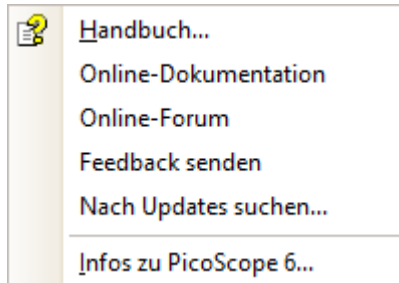 Handbuch...
Online-Dokumentation
Online-Forum
Feedback senden
Nach Updates suchen...
Infos zu PicoScope 6...